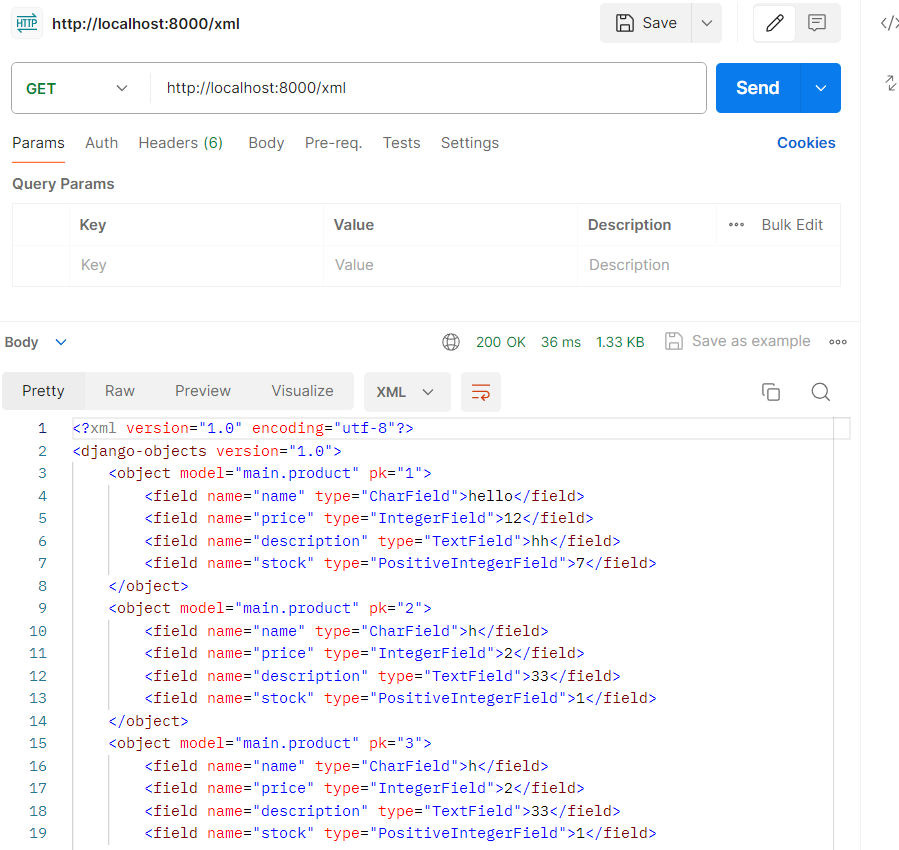 HTTP http://localhost:8000/xml Save
GET http://localhost:8000/xml Send
Params Auth Headers (6) Body Pre-req. Tests Settings Cookies
Query Params
Key Value Description Bulk Edit
Key Value Description
Body 200 OK 36 ms 1.33 KB Save as example
Pretty Raw Preview Visualize XML
1 <?xml version="1.0" encoding="utf-8"?>
2 <django-objects version="1.0">
3 <object model="main.product" pk="1">
4 <field name="name" type="CharField">hello</field>
5 <field name="price" type="IntegerField">12</field>
6 <field name="description" type="TextField">hh</field>
7 <field name="stock" type="PositiveIntegerField">7</field>
8 </object>
9 <object model="main.product" pk="2">
10 <field name="name" type="CharField">h</field>
11 <field name="price" type="IntegerField">2</field>
12 <field name="description" type="TextField">33</field>
13 <field name="stock" type="PositiveIntegerField">1</field>
14 </object>
15 <object model="main.product" pk="3">
16 <field name="name" type="CharField">h</field>
17 <field name="price" type="IntegerField">2</field>
18 <field name="description" type="TextField">33</field>
19 <field name="stock" type="PositiveIntegerField">1</field>